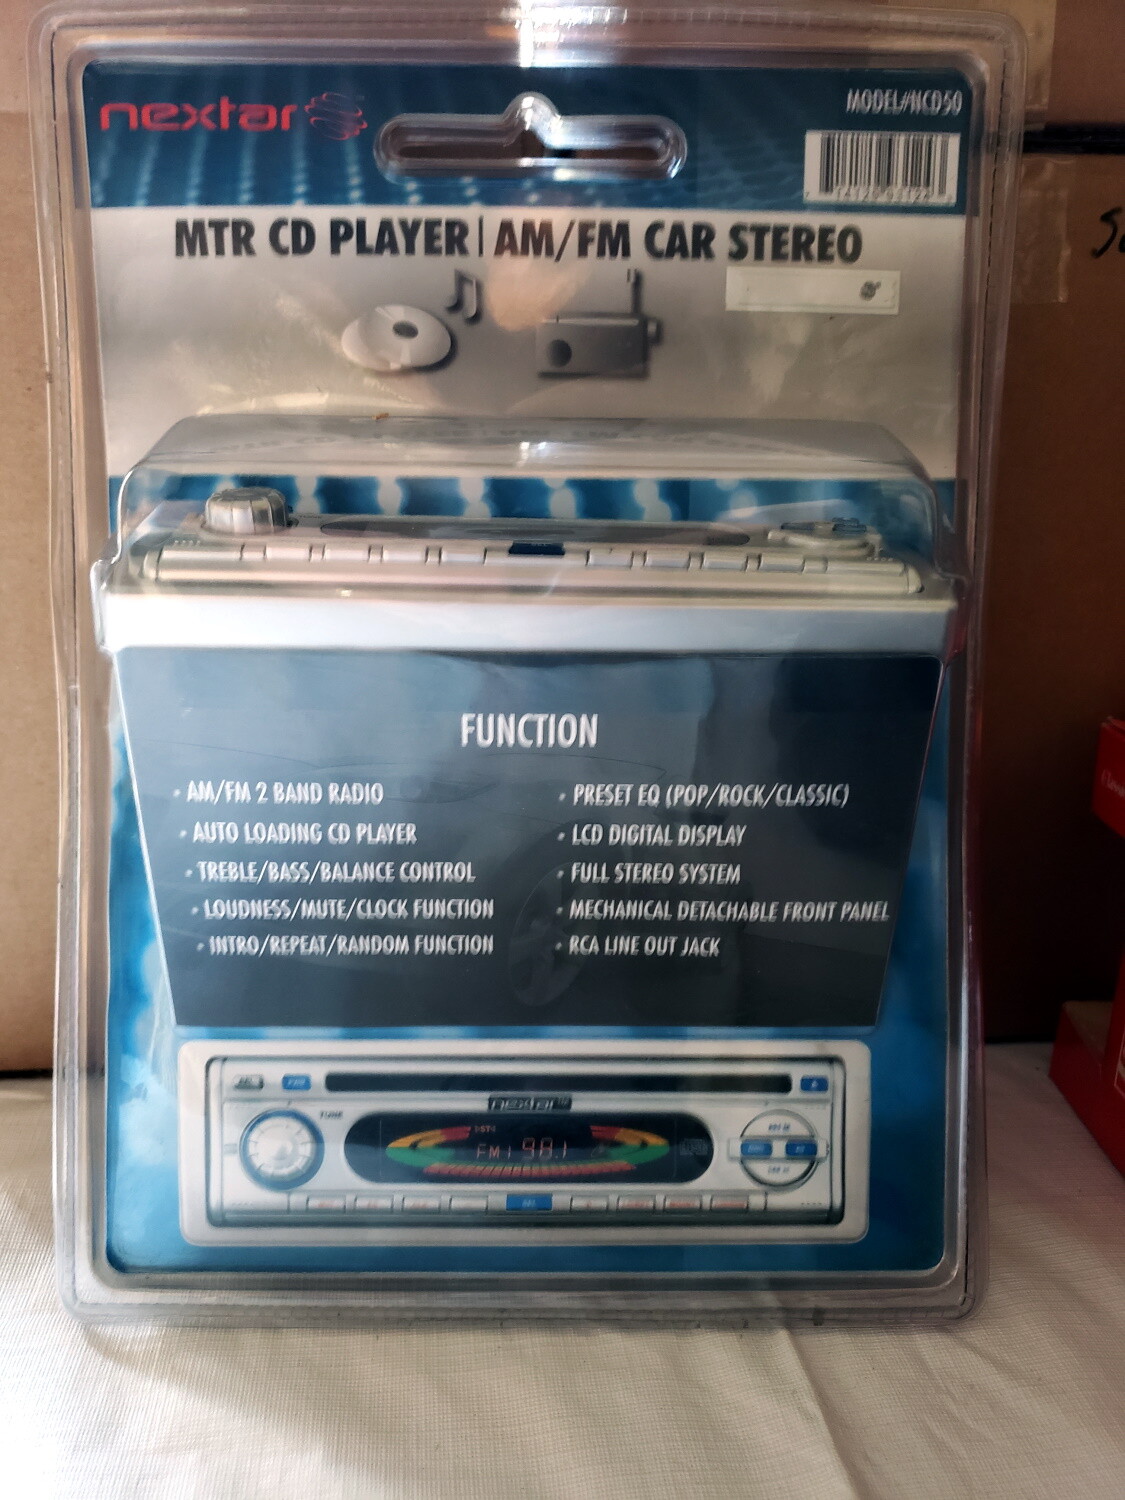 nextar
MODEL#NCD50
MTR CD PLAYER | AM/FM CAR STEREO
FUNCTION
• AM/FM 2 BAND RADIO
• AUTO LOADING CD PLAYER
• TREBLE/BASS/BALANCE CONTROL
• LOUDNESS/MUTE/CLOCK FUNCTION
• INTRO/REPEAT/RANDOM FUNCTION
• PRESET EQ (POP/ROCK/CLASSIC)
• LCD DIGITAL DISPLAY
• FULL STEREO SYSTEM
• MECHANICAL DETACHABLE FRONT PANEL
• RCA LINE OUT JACK
nextar
TUNE
FM1 98.1